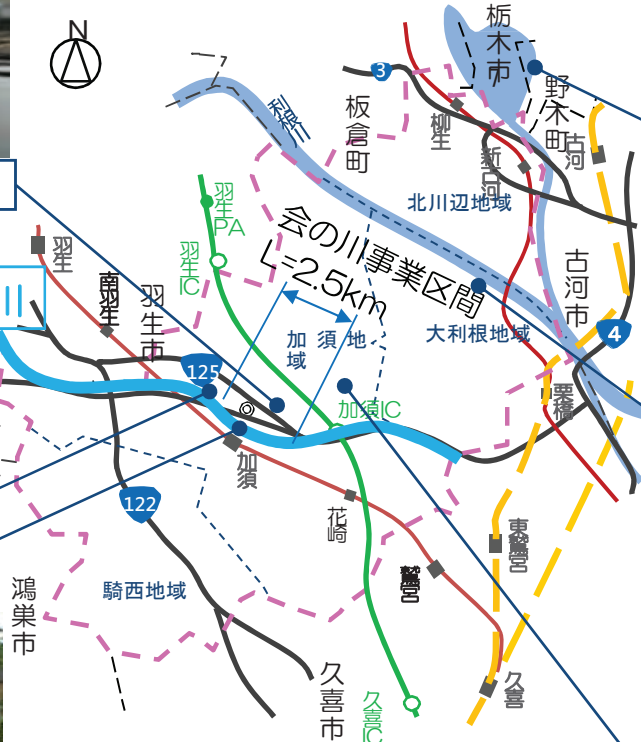 N
栃木市
3
野木町
板倉町
利根川
柳生
古河
新古河
羽生PA
北川辺地域
会の川事業区間
L=2.5km
羽生
羽生IC
古河市
南羽生
羽生市
大利根地域
4
加須地域
125
栗橋
加須IC
加須
122
花崎
東鷲宮
鷲宮
騎西地域
鴻巣市
久喜市
久喜IC
久喜